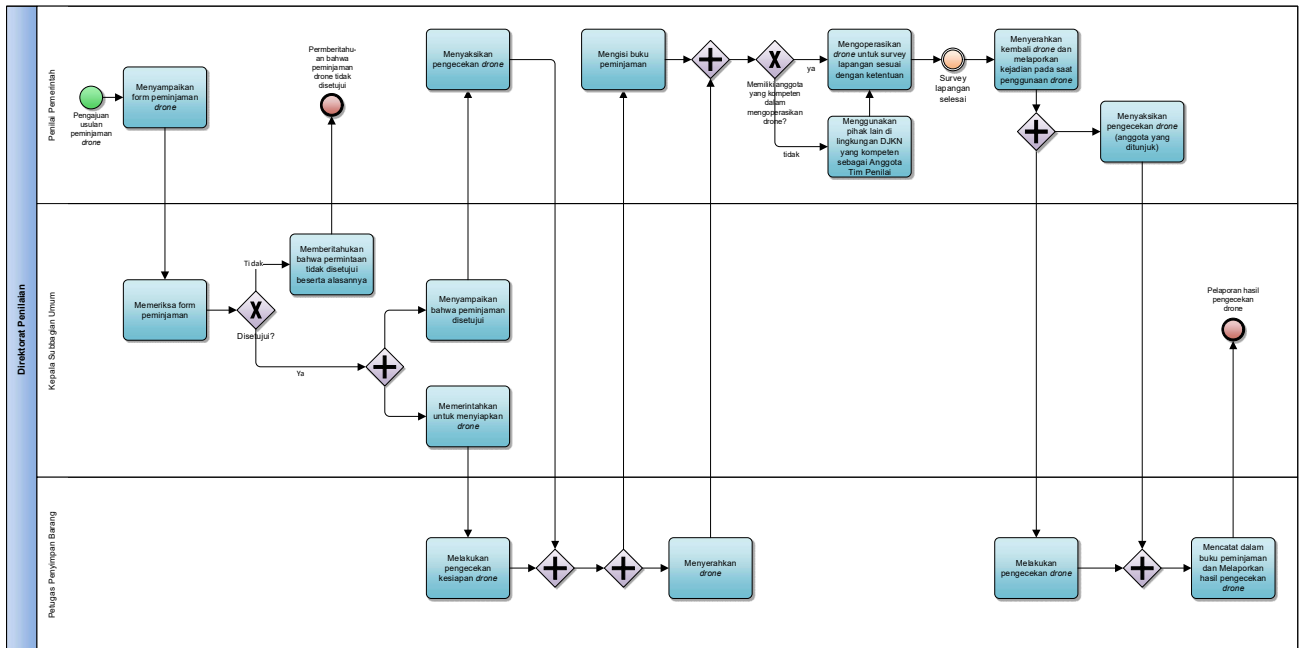 Direktorat Penilaian
Penilai Pemerintah
Pengajuan
usulan
peminjaman
drone
Menyampaikan
form peminjaman
drone
Permberitahu-
an bahwa
peminjaman
drone tidak
disetujui
Menyaksikan
pengecekan drone
Mengisi buku
peminjaman
X
Memiliki anggota
yang kompeten
dalam
mengoperasikan
drone?
ya
tidak
Mengoperasikan
drone untuk survey
lapangan sesuai
dengan ketentuan
Menggunakan
pihak lain di
lingkungan DJKN
yang kompeten
sebagai Anggota
Tim Penilai
Survey
lapangan
selesai
Menyerahkan
kembali drone dan
melaporkan
kejadian pada saat
penggunaan drone
Menyaksikan
pengecekan drone
(anggota yang
ditunjuk)
Kepala Subbagian Umum
Memeriksa form
peminjaman
X
Disetujui?
Tidak
Ya
Memberitahukan
bahwa permintaan
tidak disetujui
beserta alasannya
Menyampaikan
bahwa peminjaman
disetujui
Memerintahkan
untuk menyiapkan
drone
Pelaporan hasil
pengecekan
drone
Petugas Penyimpan Barang
Melakukan
pengecekan
kesiapan drone
Menyerahkan
drone
Melakukan
pengecekan drone
Mencatat dalam
buku peminjaman
dan Melaporkan
hasil pengecekan
drone